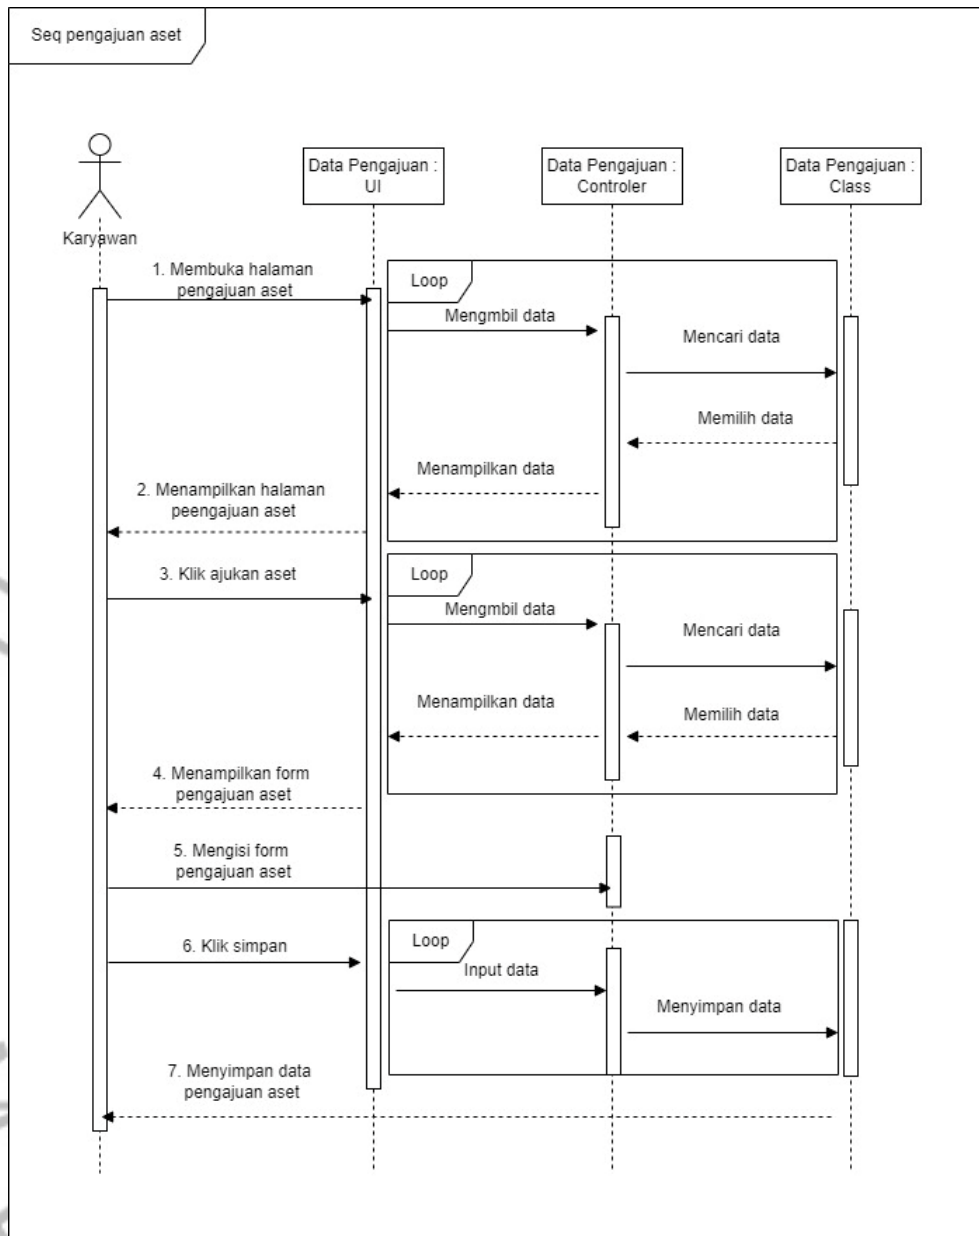 Seq pengajuan aset
Data Pengajuan :
UI
Data Pengajuan :
Controler
Data Pengajuan :
Class
Karyawan
1. Membuka halaman
pengajuan aset
Loop
Mengmbil data
Mencari data
Memilih data
Menampilkan data
2. Menampilkan halaman
peengajuan aset
3. Klik ajukan aset
Loop
Mengmbil data
Mencari data
Menampilkan data
Memilih data
4. Menampilkan form
pengajuan aset
5. Mengisi form
pengajuan aset
6. Klik simpan
Loop
Input data
Menyimpan data
7. Menyimpan data
pengajuan aset